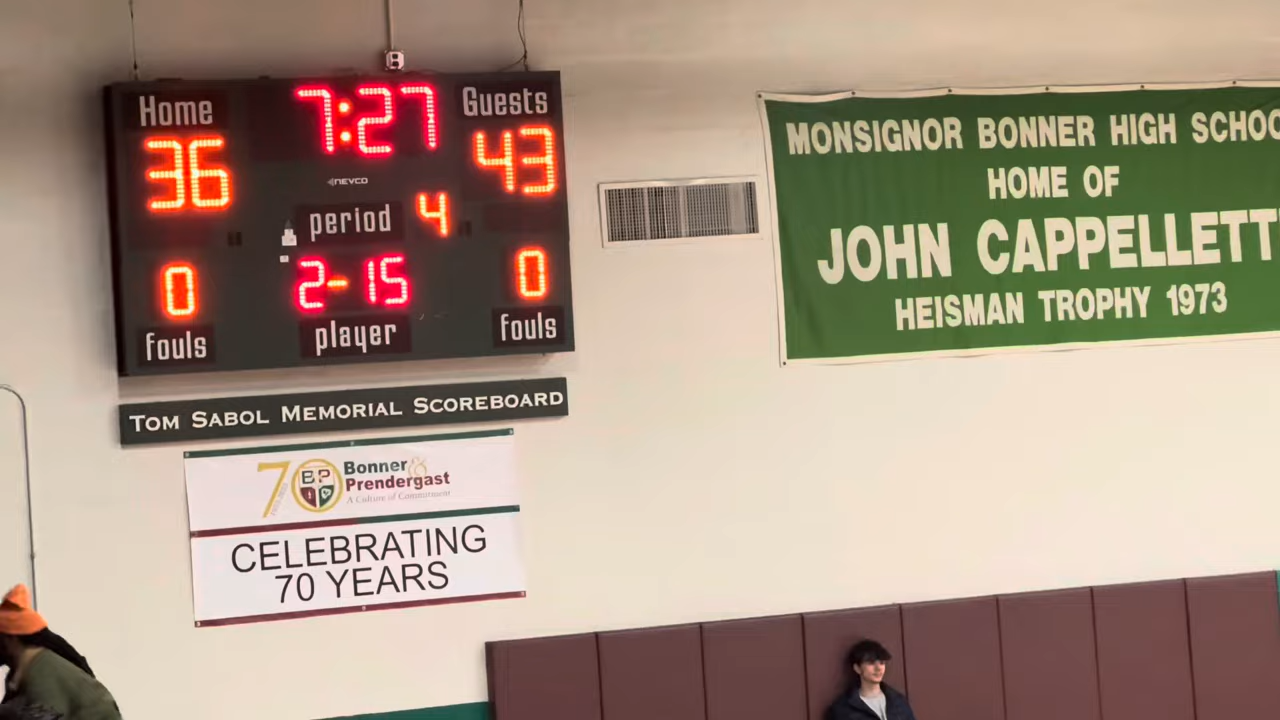 Home 7:27 Guests
36 43
NEVCO
period 4
0 2-15 0
fouls player fouls
TOM SABOL MEMORIAL SCOREBOARD
70 BP Bonner &
Prendergast
A Culture of Commitment
CELEBRATING
70 YEARS
MONSIGNOR BONNER HIGH SCHOO
HOME OF
JOHN CAPPELLETT
HEISMAN TROPHY 1973